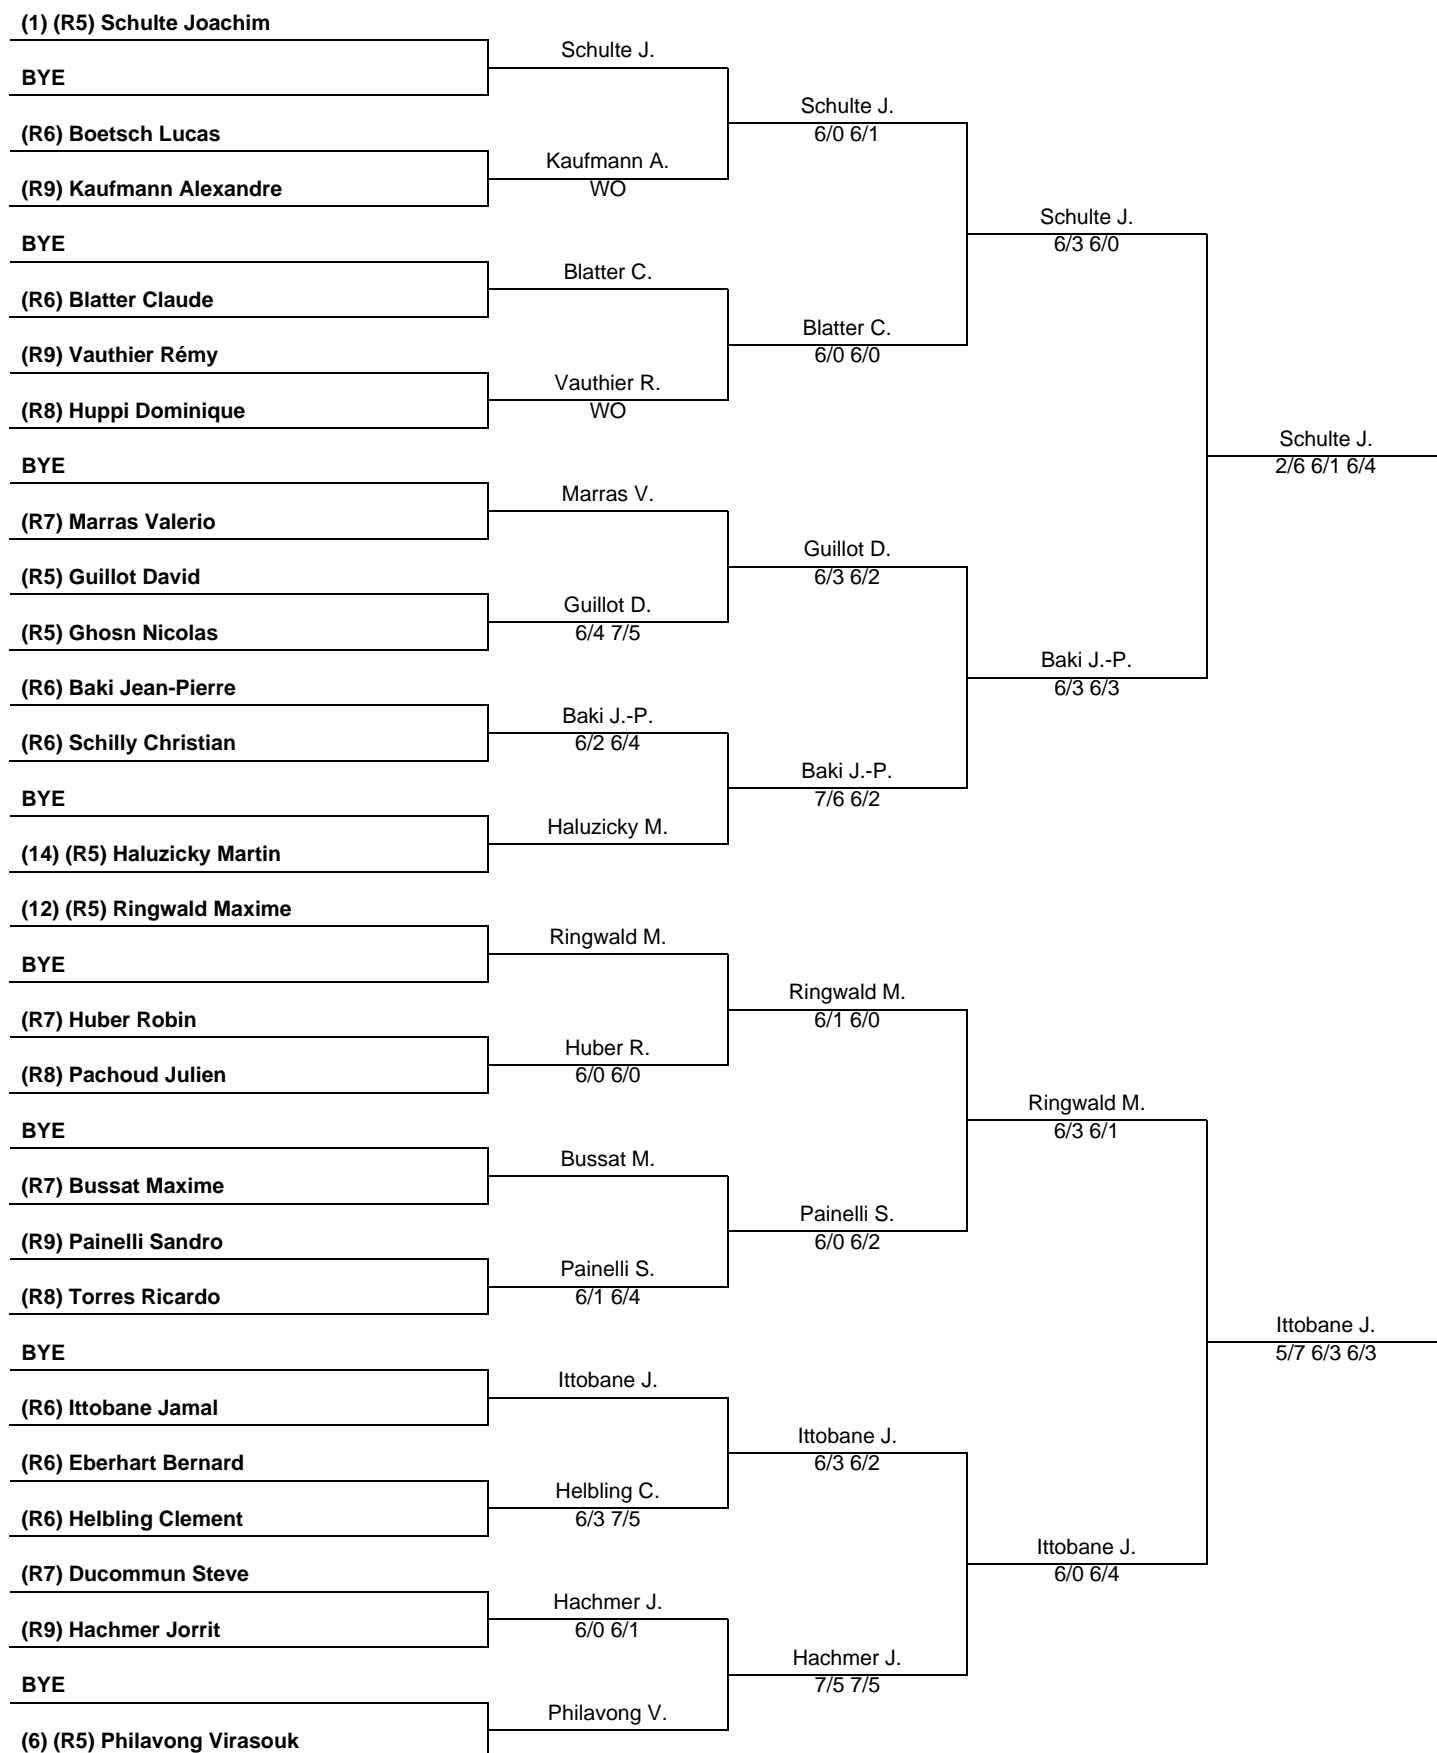 (1) (R5) Schulte Joachim
Schulte J.
BYE
Schulte J.
6/0 6/1
(R6) Boetsch Lucas
Kaufmann A.
WO
(R9) Kaufmann Alexandre
Schulte J.
6/3 6/0
BYE
Blatter C.
(R6) Blatter Claude
Blatter C.
6/0 6/0
(R9) Vauthier Rémy
Vauthier R.
WO
(R8) Huppi Dominique
Schulte J.
2/6 6/1 6/4
BYE
Marras V.
(R7) Marras Valerio
Guillot D.
6/3 6/2
(R5) Guillot David
Guillot D.
6/4 7/5
(R5) Ghosn Nicolas
Baki J.-P.
6/3 6/3
(R6) Baki Jean-Pierre
Baki J.-P.
6/2 6/4
(R6) Schilly Christian
Baki J.-P.
7/6 6/2
BYE
Haluzicky M.
(14) (R5) Haluzicky Martin
(12) (R5) Ringwald Maxime
Ringwald M.
BYE
Ringwald M.
6/1 6/0
(R7) Huber Robin
Huber R.
6/0 6/0
(R8) Pachoud Julien
Ringwald M.
6/3 6/1
BYE
Bussat M.
(R7) Bussat Maxime
Painelli S.
6/0 6/2
(R9) Painelli Sandro
Painelli S.
6/1 6/4
(R8) Torres Ricardo
Ittobane J.
5/7 6/3 6/3
BYE
Ittobane J.
(R6) Ittobane Jamal
Ittobane J.
6/3 6/2
(R6) Eberhart Bernard
Helbling C.
6/3 7/5
(R6) Helbling Clement
Ittobane J.
6/0 6/4
(R7) Ducommun Steve
Hachmer J.
6/0 6/1
(R9) Hachmer Jorrit
Hachmer J.
7/5 7/5
BYE
Philavong V.
(6) (R5) Philavong Virasouk